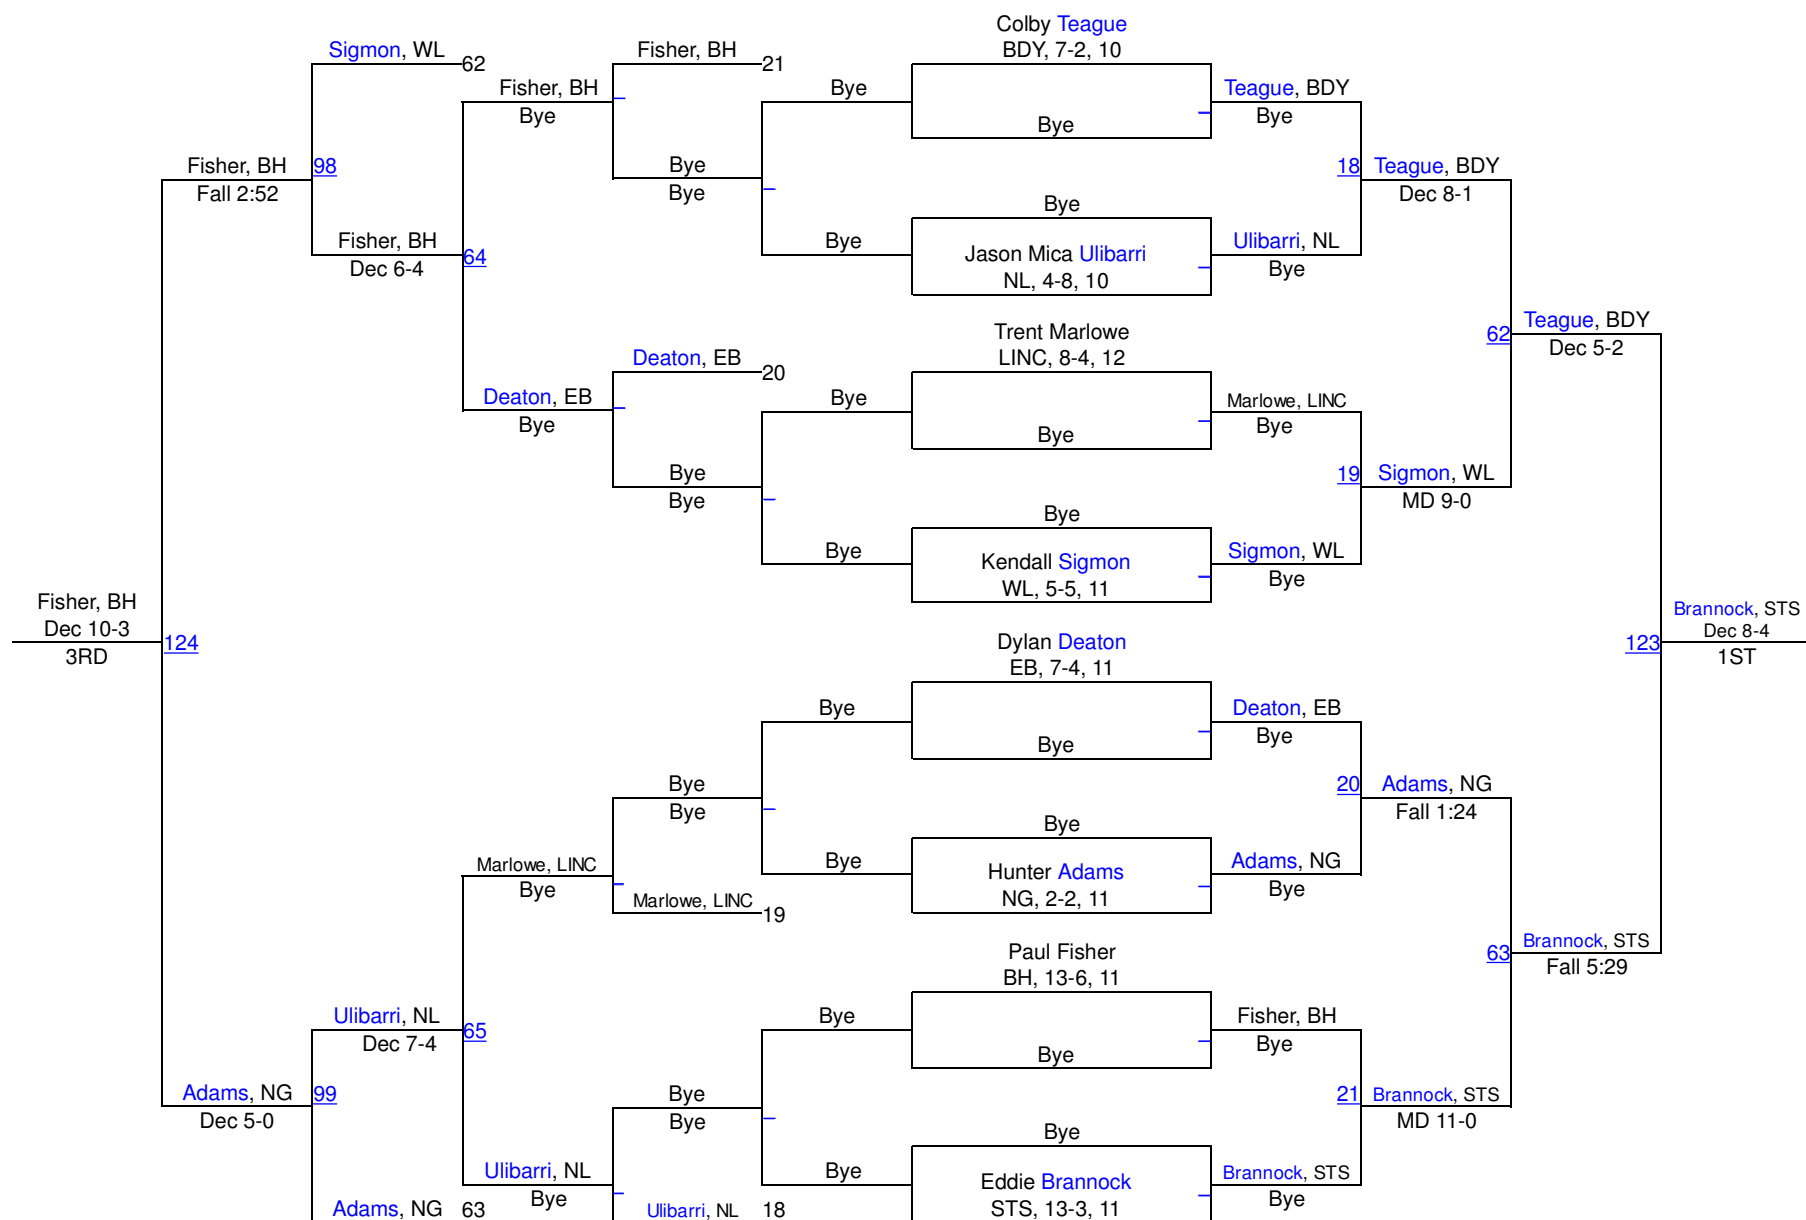 Colby Teague
BDY, 7-2, 10
Sigmon, WL
62
Fisher, BH
21
Fisher, BH
Bye
Bye
Teague, BDY
Bye
Bye
Fisher, BH
98
Fall 2:52
Bye
Bye
18
Teague, BDY
Dec 8-1
Bye
Fisher, BH
64
Dec 6-4
Bye
Jason Mica Ulibarri
NL, 4-8, 10
Ulibarri, NL
Bye
Trent Marlowe
LINC, 8-4, 12
62
Teague, BDY
Dec 5-2
Deaton, EB
20
Deaton, EB
Bye
Bye
Marlowe, LINC
Bye
Bye
Bye
Bye
19
Sigmon, WL
MD 9-0
Bye
Bye
Kendall Sigmon
WL, 5-5, 11
Sigmon, WL
Bye
Fisher, BH
Dec 10-3
3RD
124
Brannock, STS
Dec 8-4
1ST
123
Dylan Deaton
EB, 7-4, 11
Bye
Deaton, EB
Bye
Bye
Bye
Bye
20
Adams, NG
Fall 1:24
Bye
Marlowe, LINC
Bye
Bye
Hunter Adams
NG, 2-2, 11
Adams, NG
Bye
Marlowe, LINC
19
Paul Fisher
BH, 13-6, 11
63
Brannock, STS
Fall 5:29
Ulibarri, NL
65
Dec 7-4
Bye
Fisher, BH
Bye
Bye
Adams, NG
99
Dec 5-0
Bye
Bye
21
Brannock, STS
MD 11-0
Bye
Ulibarri, NL
Bye
Bye
Eddie Brannock
STS, 13-3, 11
Brannock, STS
Bye
Adams, NG
63
Ulibarri, NL
18